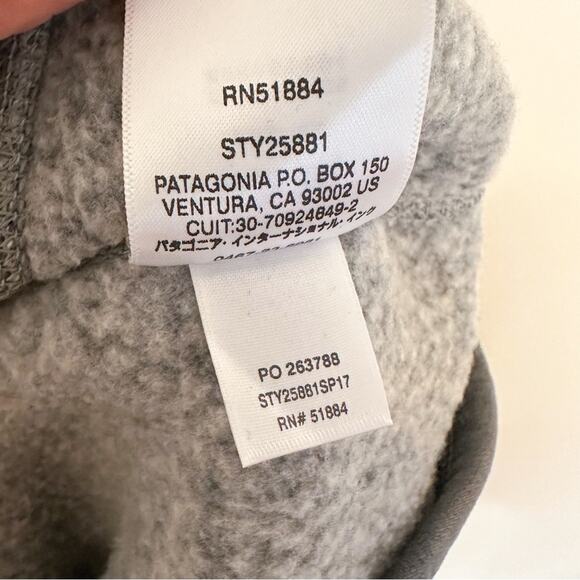 RN51884
STY25881
PATAGONIA P.O. BOX 150
VENTURA, CA 93002 US
CUIT:30-70924849-2
パタゴニア・インターナショナル・インク
PO 263788
STY25881SP17
RN# 51884